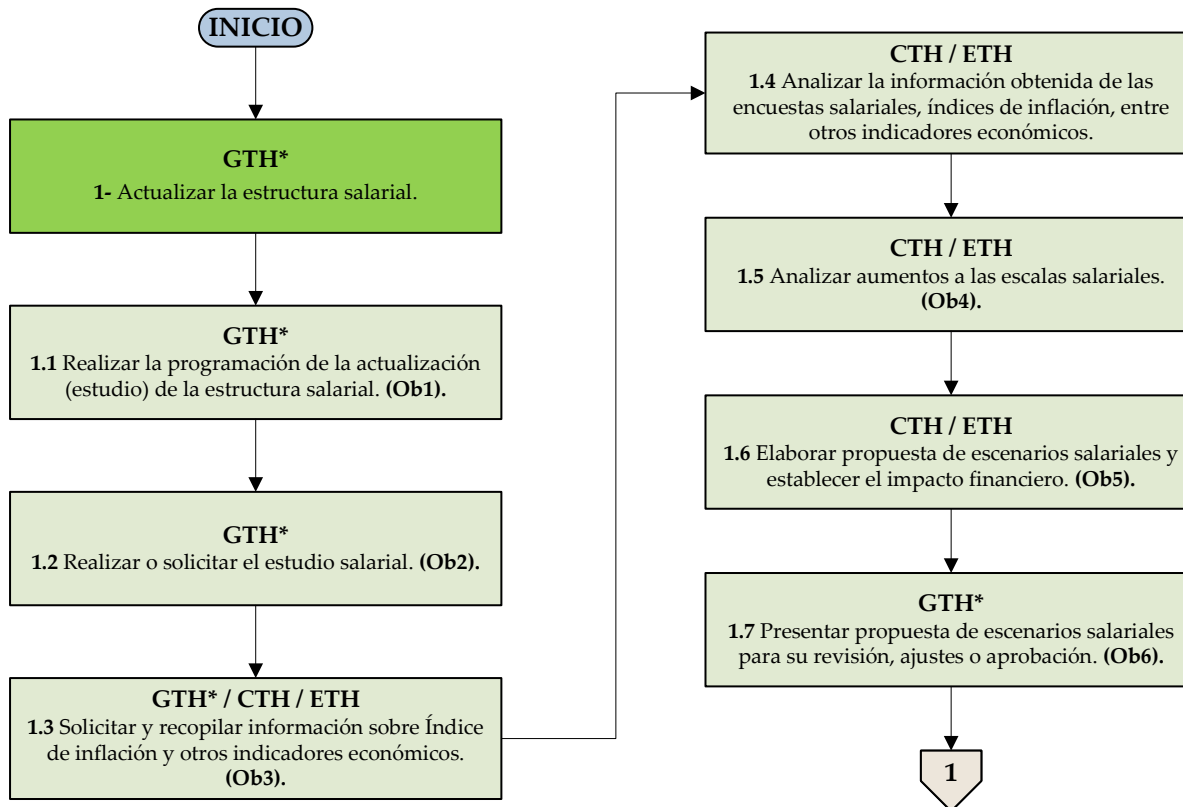 INICIO
GTH*
1- Actualizar la estructura salarial.
GTH*
1.1 Realizar la programación de la actualización
(estudio) de la estructura salarial. (Ob1).
GTH*
1.2 Realizar o solicitar el estudio salarial. (Ob2).
GTH* / CTH / ETH
1.3 Solicitar y recopilar información sobre Índice
de inflación y otros indicadores económicos.
(Ob3).
CTH / ETH
1.4 Analizar la información obtenida de las
encuestas salariales, índices de inflación, entre
otros indicadores económicos.
CTH / ETH
1.5 Analizar aumentos a las escalas salariales.
(Ob4).
CTH / ETH
1.6 Elaborar propuesta de escenarios salariales y
establecer el impacto financiero. (Ob5).
GTH*
1.7 Presentar propuesta de escenarios salariales
para su revisión, ajustes o aprobación. (Ob6).
1